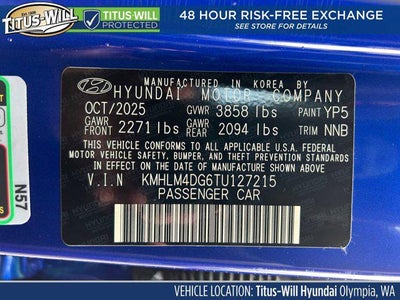 TITUS-WILL
TITUS-WILL
PROTECTED
48 HOUR RISK-FREE EXCHANGE
SEE STORE FOR DETAILS
MANUFACTURED IN KOREA BY
HYUNDAI MOTOR COMPANY
OCT/2025 GVWR 3858 lbs PAINT YP5
GAWR FRONT 2271 lbs GAWR REAR 2094 lbs TRIM NNB
THIS VEHICLE CONFORMS TO ALL APPLICABLE U.S.A FEDERAL
MOTOR VEHICLE SAFETY, BUMPER, AND THEFT PREVENTION STANDARDS
IN EFFECT ON THE DATE OF MANUFACTURE SHOWN ABOVE.
V.I.N KMHLM4DG6TU127215
PASSENGER CAR
N57
VEHICLE LOCATION: Titus-Will Hyundai Olympia, WA